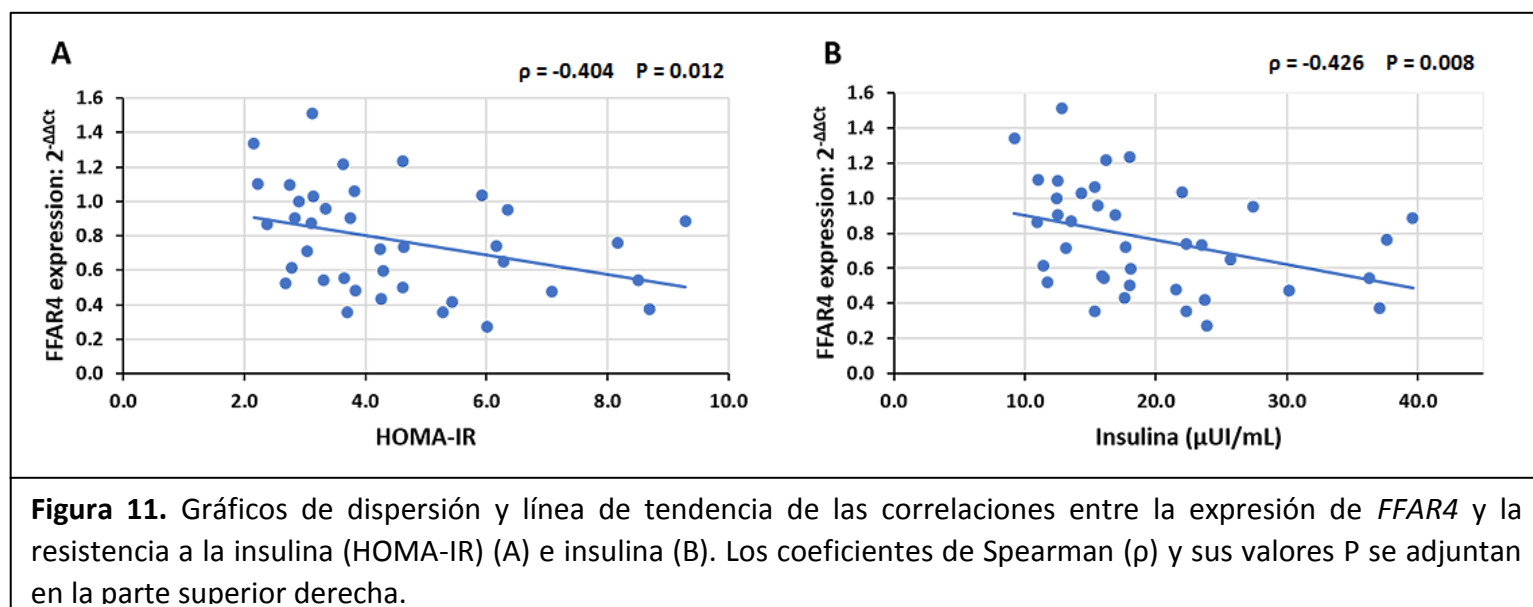 A
ρ = -0.404 P = 0.012
FFAR4 expression: 2^-ΔΔCt
1.6
1.4
1.2
1.0
0.8
0.6
0.4
0.2
0.0
0.0 2.0 4.0 6.0 8.0 10.0
HOMA-IR
B
ρ = -0.426 P = 0.008
FFAR4 expression: 2^-ΔΔCt
1.6
1.4
1.2
1.0
0.8
0.6
0.4
0.2
0.0
0.0 10.0 20.0 30.0 40.0
Insulina (μUI/mL)
Figura 11. Gráficos de dispersión y línea de tendencia de las correlaciones entre la expresión de FFAR4 y la
resistencia a la insulina (HOMA-IR) (A) e insulina (B). Los coeficientes de Spearman (ρ) y sus valores P se adjuntan
en la parte superior derecha.